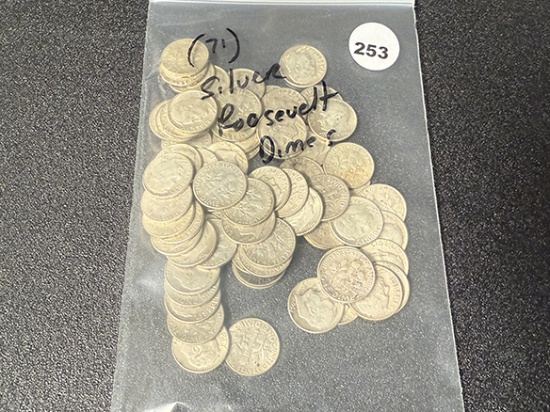 (71)
Silver
Roosevelt
Dimes
253